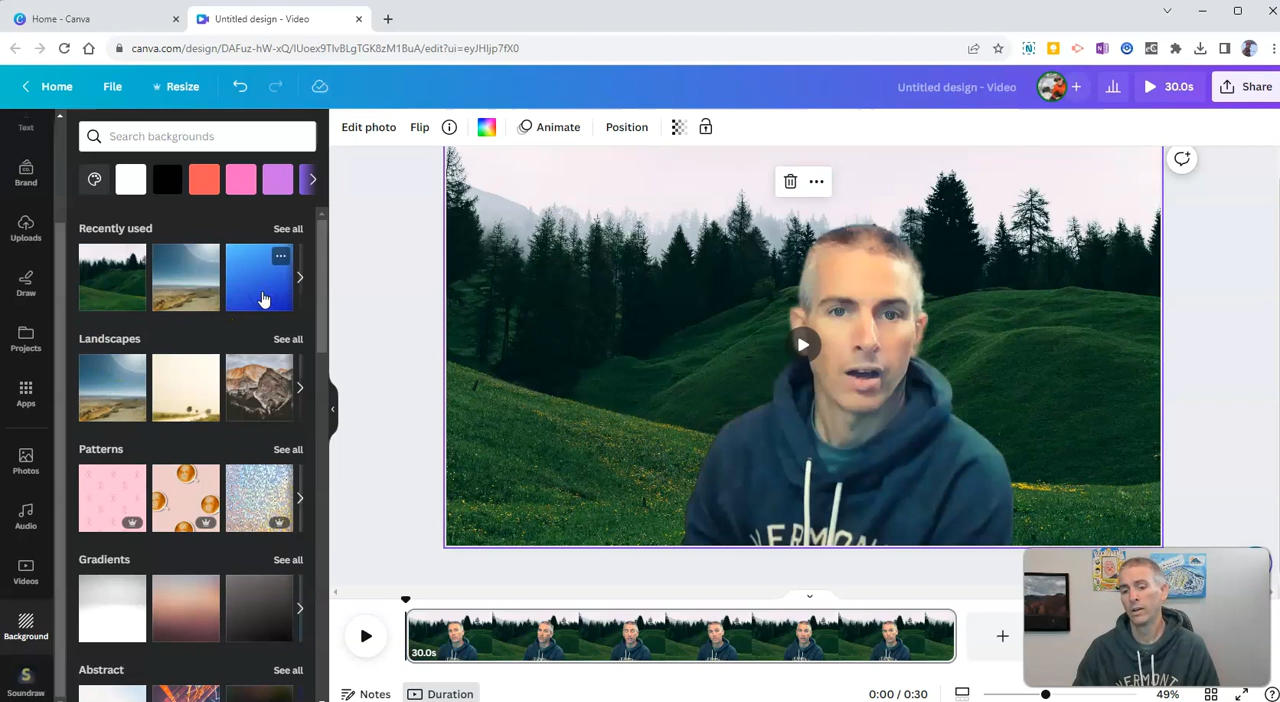 Home - Canva
Untitled design - Video
canva.com/design/DAFuz-hW-xQ/IUoex9TlvBLgTGK8zM1BuA/edit?ui=eyJHIjp7fX0
Home
File
Resize
Untitled design - Video
30.0s
Share
Text
Brand
Uploads
Draw
Projects
Apps
Photos
Audio
Videos
Background
Soundraw
Search backgrounds
Recently used
See all
Landscapes
See all
Patterns
See all
Gradients
See all
Abstract
See all
Edit photo
Flip
Animate
Position
VERMONT
30.0s
Notes
Duration
0:00 / 0:30
49%